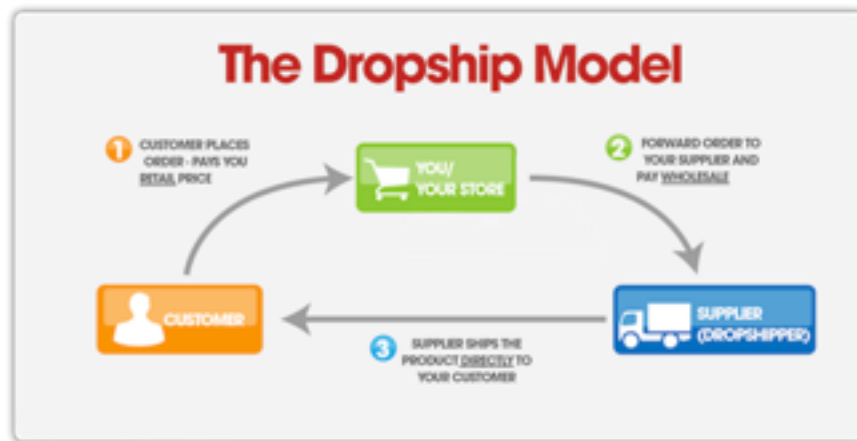 The Dropship Model
1 CUSTOMER PLACES
ORDER - PAYS YOU
RETAIL PRICE
YOU/
YOUR STORE
2 FORWARD ORDER TO
YOUR SUPPLIER AND
PAY WHOLESALE
CUSTOMER
SUPPLIER
(DROPSHIPPER)
3 SUPPLIER SHIPS THE
PRODUCT DIRECTLY TO
YOUR CUSTOMER